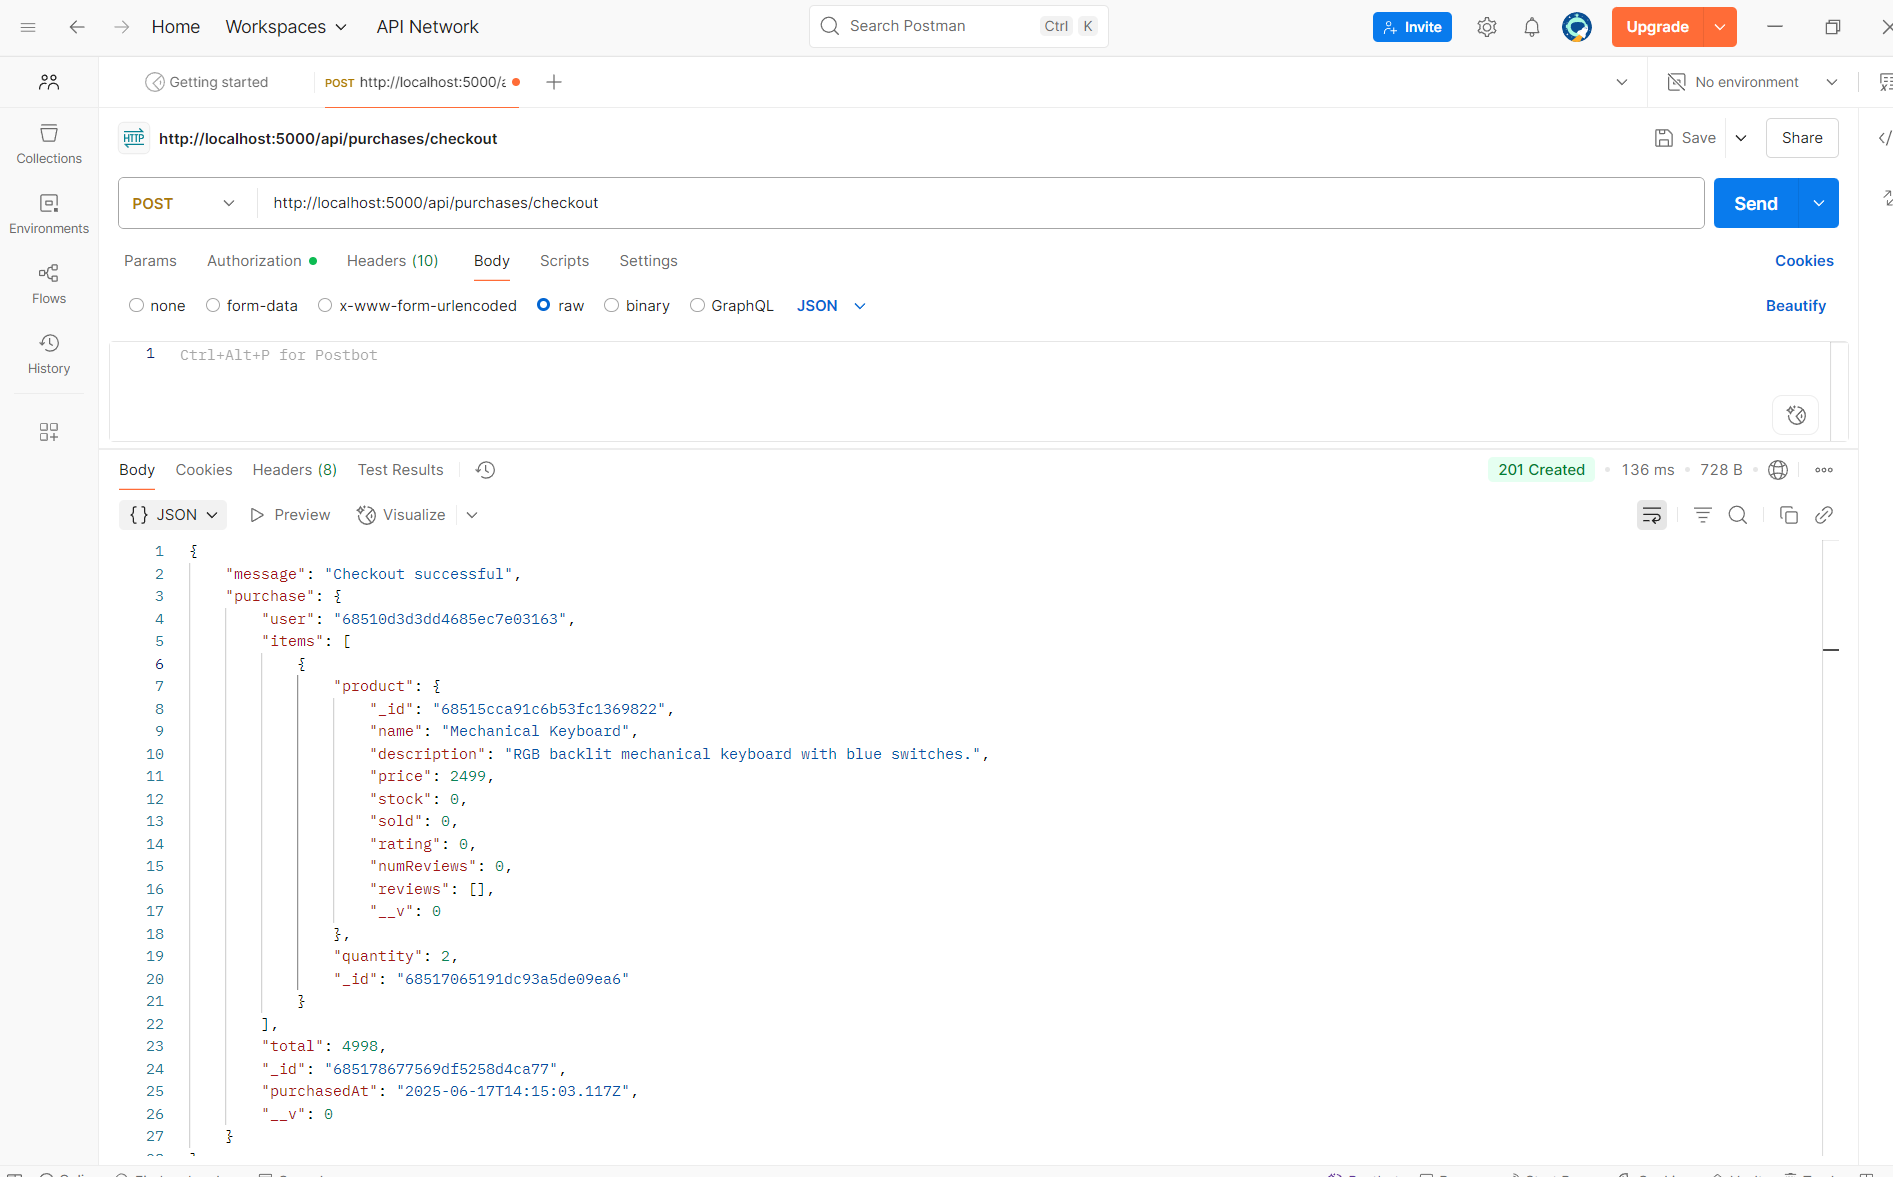 Home Workspaces API Network Search Postman Ctrl K Invite Upgrade
Getting started POST http://localhost:5000/a No environment
HTTP http://localhost:5000/api/purchases/checkout Save Share
Collections
POST http://localhost:5000/api/purchases/checkout Send
Environments
Params Authorization Headers (10) Body Scripts Settings Cookies
Flows
none form-data x-www-form-urlencoded raw binary GraphQL JSON Beautify
History
1 Ctrl+Alt+P for Postbot
Body Cookies Headers (8) Test Results 201 Created 136 ms 728 B
{} JSON Preview Visualize
1 {
2 "message": "Checkout successful",
3 "purchase": {
4 "user": "68510d3d3dd4685ec7e03163",
5 "items": [
6 {
7 "product": {
8 "_id": "68515cca91c6b53fc1369822",
9 "name": "Mechanical Keyboard",
10 "description": "RGB backlit mechanical keyboard with blue switches.",
11 "price": 2499,
12 "stock": 0,
13 "sold": 0,
14 "rating": 0,
15 "numReviews": 0,
16 "reviews": [],
17 "__v": 0
18 },
19 "quantity": 2,
20 "_id": "68517065191dc93a5de09ea6"
21 }
22 ],
23 "total": 4998,
24 "_id": "685178677569df5258d4ca77",
25 "purchasedAt": "2025-06-17T14:15:03.117Z",
26 "__v": 0
27 }